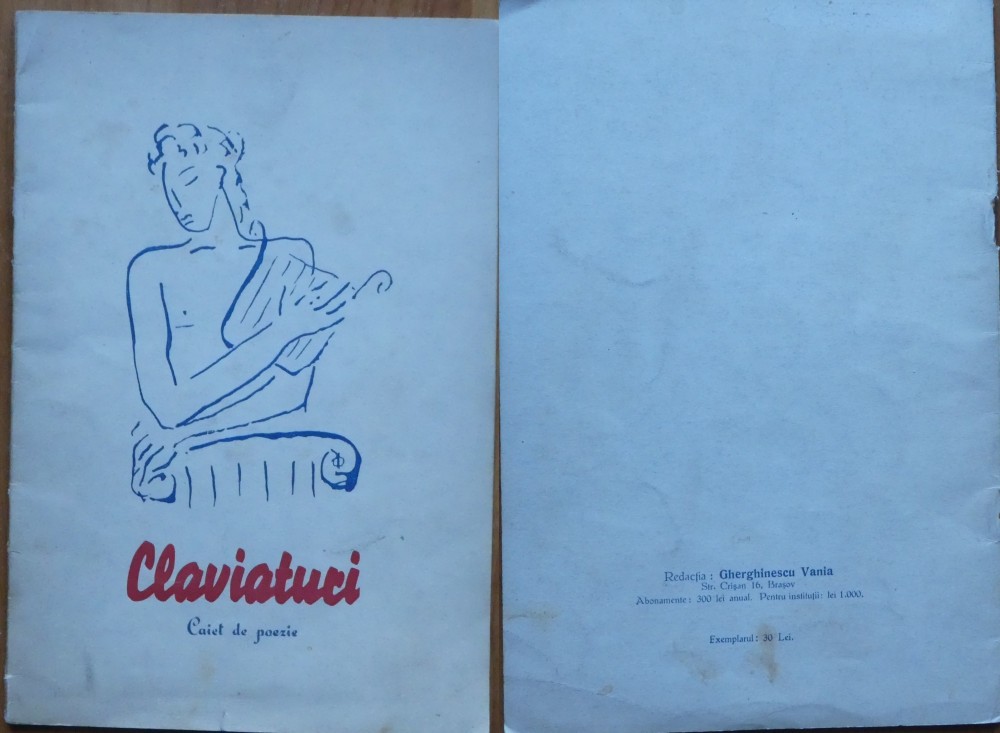 Claviaturi
Caiet de poezie
Redacția : Gherghinescu Vania
Str. Crișan 16, Brașov
Abonamente : 300 lei anual. Pentru instituții: lei 1.000.
Exemplarul : 30 Lei.